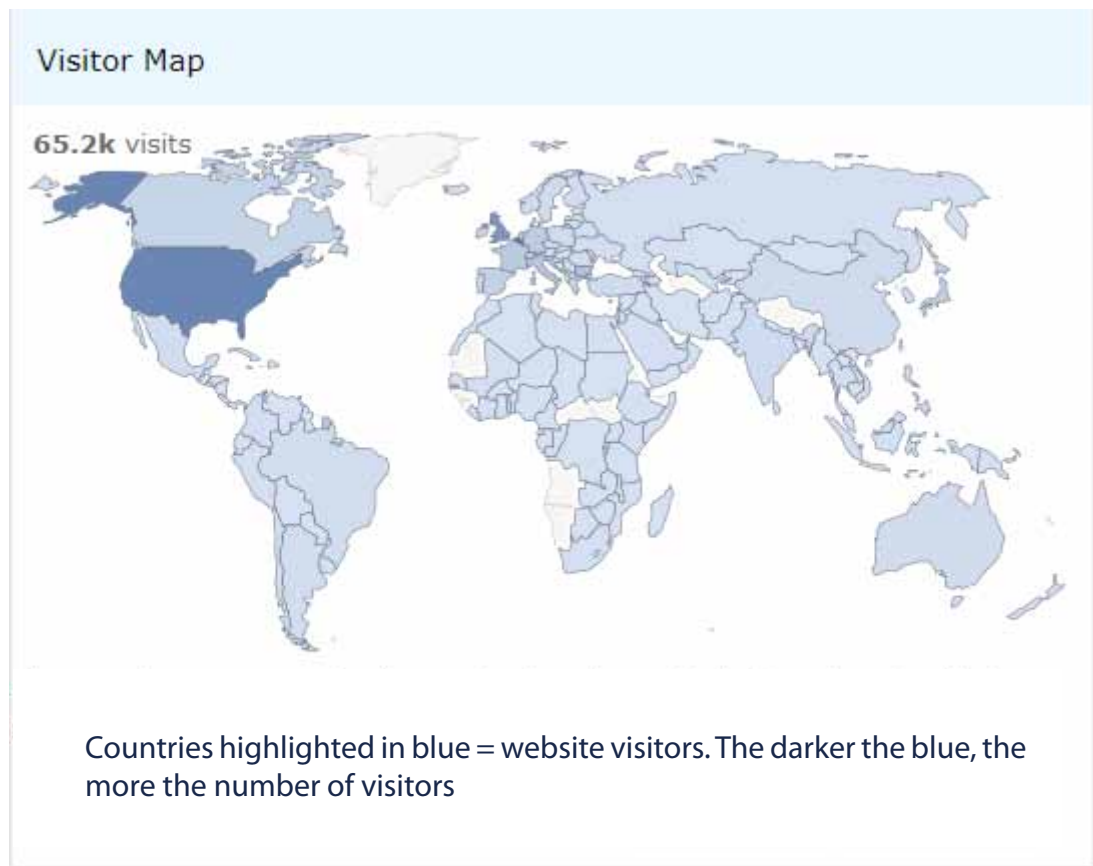 Visitor Map
65.2k visits
Countries highlighted in blue = website visitors. The darker the blue, the
more the number of visitors